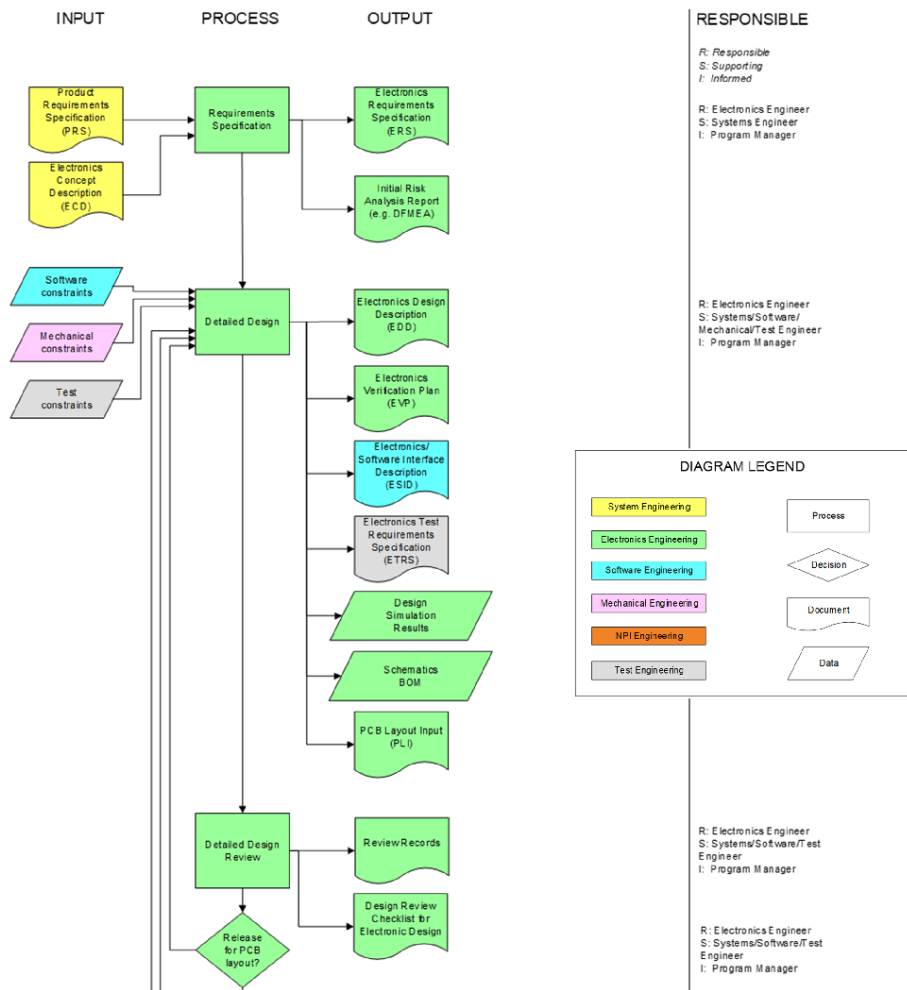 INPUT
PROCESS
OUTPUT
RESPONSIBLE
R: Responsible
S: Supporting
I: Informed
Product
Requirements
Specification
(PRS)
Requirements
Specification
Electronics
Requirements
Specification
(ERS)
R: Electronics Engineer
S: Systems Engineer
I: Program Manager
Electronics
Concept
Description
(ECD)
Initial Risk
Analysis Report
(e.g. DFMEA)
Software
constraints
Mechanical
constraints
Test
constraints
Detailed Design
Electronics Design
Description
(EDD)
R: Electronics Engineer
S: Systems/Software/
Mechanical/Test Engineer
I: Program Manager
Electronics
Verification Plan
(EVP)
Electronics/
Software Interface
Description
(ESID)
Electronics Test
Requirements
Specification
(ETRS)
Design
Simulation
Results
Schematics
BOM
PCB Layout Input
(PLI)
DIAGRAM LEGEND
System Engineering
Electronics Engineering
Software Engineering
Mechanical Engineering
NPI Engineering
Test Engineering
Process
Decision
Document
Data
Detailed Design
Review
Review Records
R: Electronics Engineer
S: Systems/Software/Test
Engineer
I: Program Manager
Design Review
Checklist for
Electronic Design
Release
for PCB
layout?
R: Electronics Engineer
S: Systems/Software/Test
Engineer
I: Program Manager